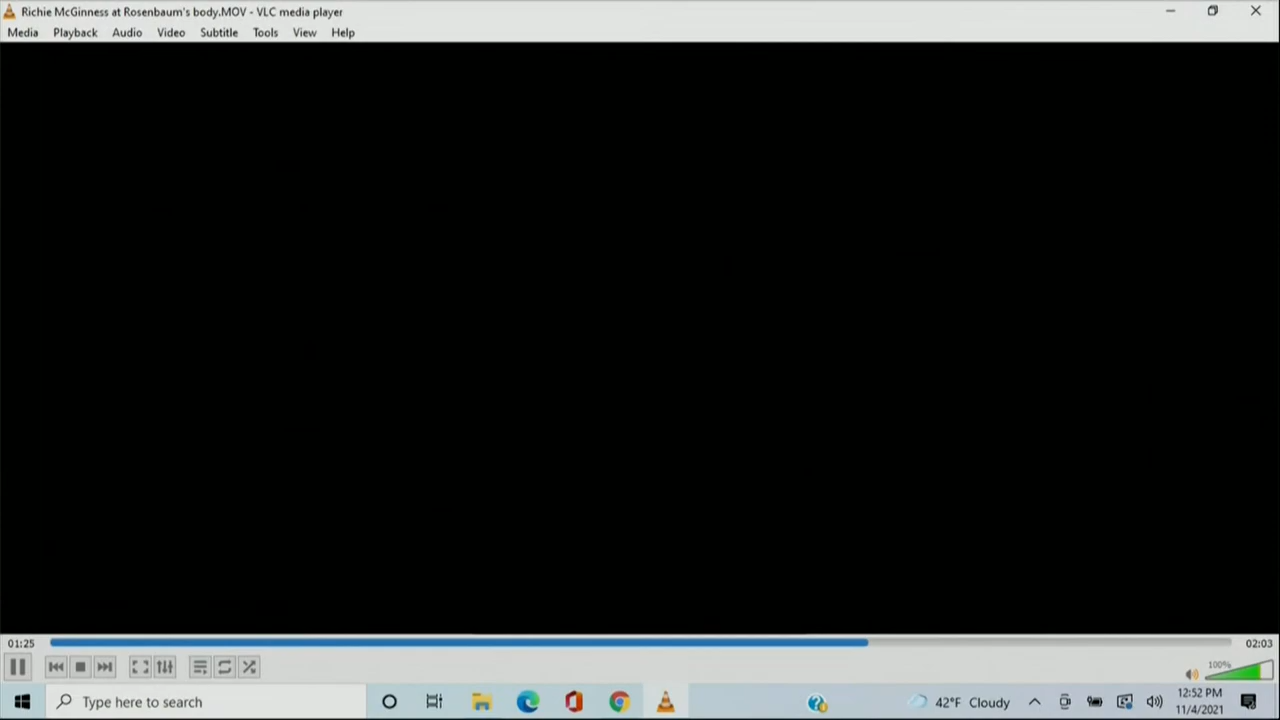 Richie McGinness at Rosenbaum's body.MOV - VLC media player
Media Playback Audio Video Subtitle Tools View Help
01:25
02:03
100%
Type here to search
42°F Cloudy
12:52 PM
11/4/2021